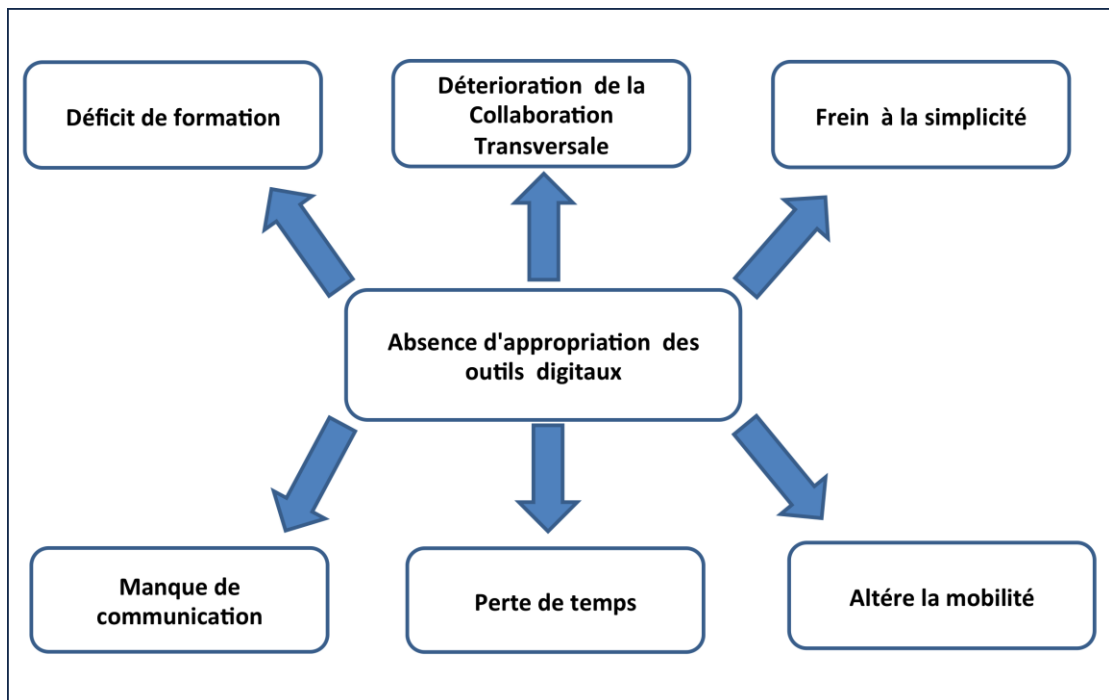 Déficit de formation
Déterioration de la
Collaboration
Transversale
Frein à la simplicité
Absence d'appropriation des
outils digitaux
Manque de
communication
Perte de temps
Altére la mobilité